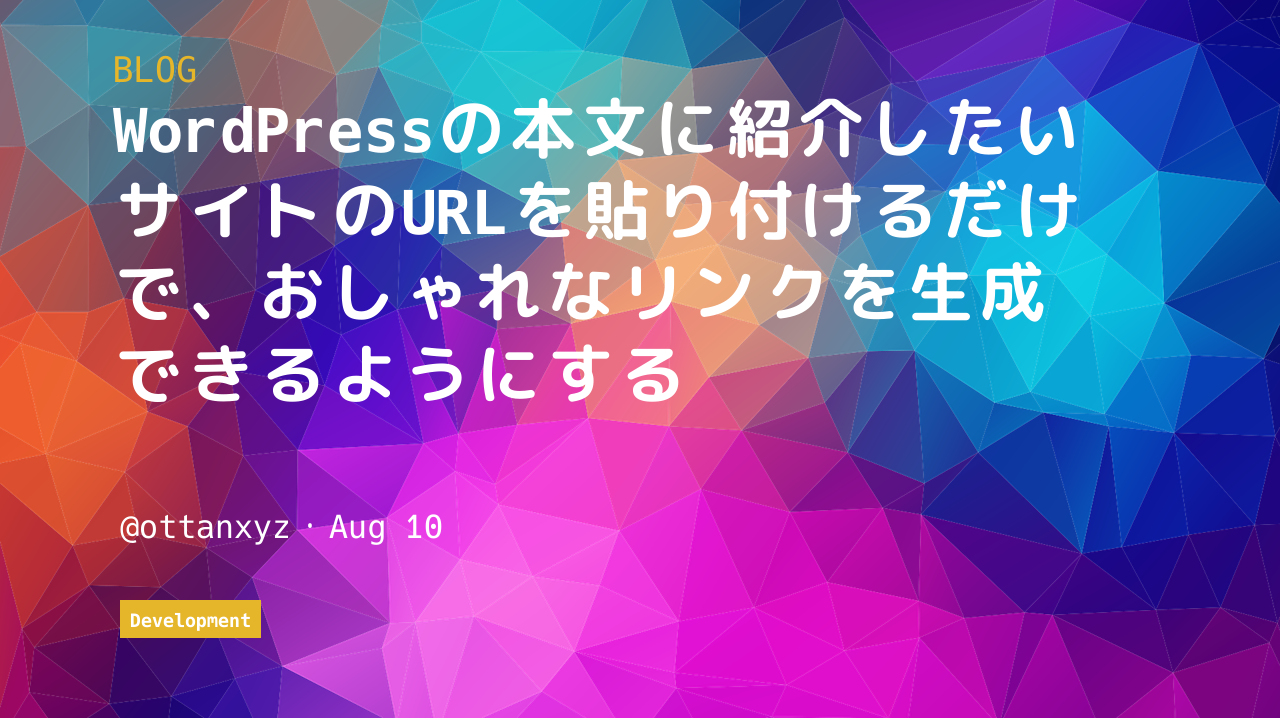 BLOG
WordPressの本文に紹介したい
サイトのURLを貼り付けるだけ
で、おしゃれなリンクを生成
できるようにする
@ottanxyz · Aug 10
Development